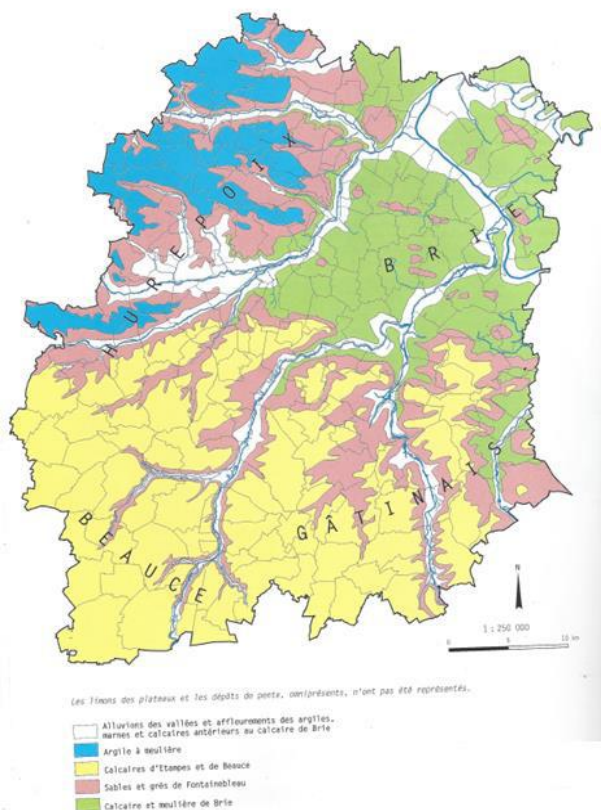 HUREPOIX
BRIE
BEAUCE
GÂTINAIS
N
1 : 250 000
0 5 10 km
Les limons des plateaux et les dépôts de pente, omniprésents, n'ont pas été représentés.
Alluvions des vallées et affleurements des argiles,
marnes et calcaires antérieurs au calcaire de Brie
Argile à meulière
Calcaires d'Etampes et de Beauce
Sables et grès de Fontainebleau
Calcaire et meulière de Brie